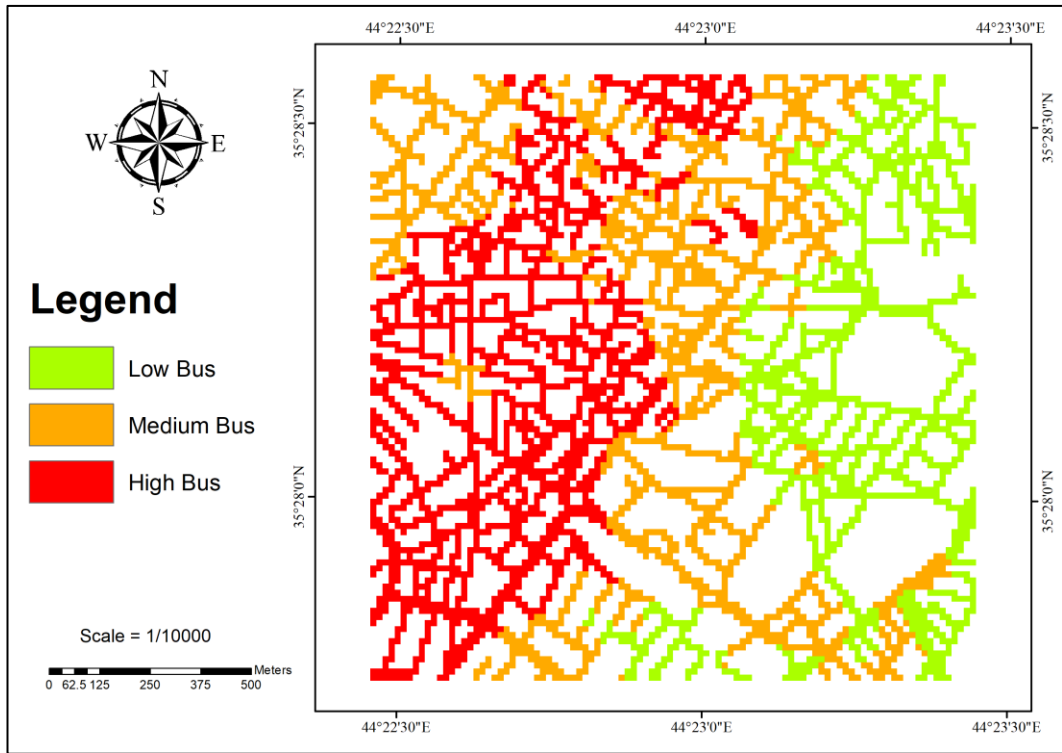 44°22'30"E 44°23'0"E 44°23'30"E
N
W E
S
35°28'30"N 35°28'30"N
Legend
Low Bus
Medium Bus
High Bus
35°28'0"N 35°28'0"N
Scale = 1/10000
Meters
0 62.5 125 250 375 500
44°22'30"E 44°23'0"E 44°23'30"E